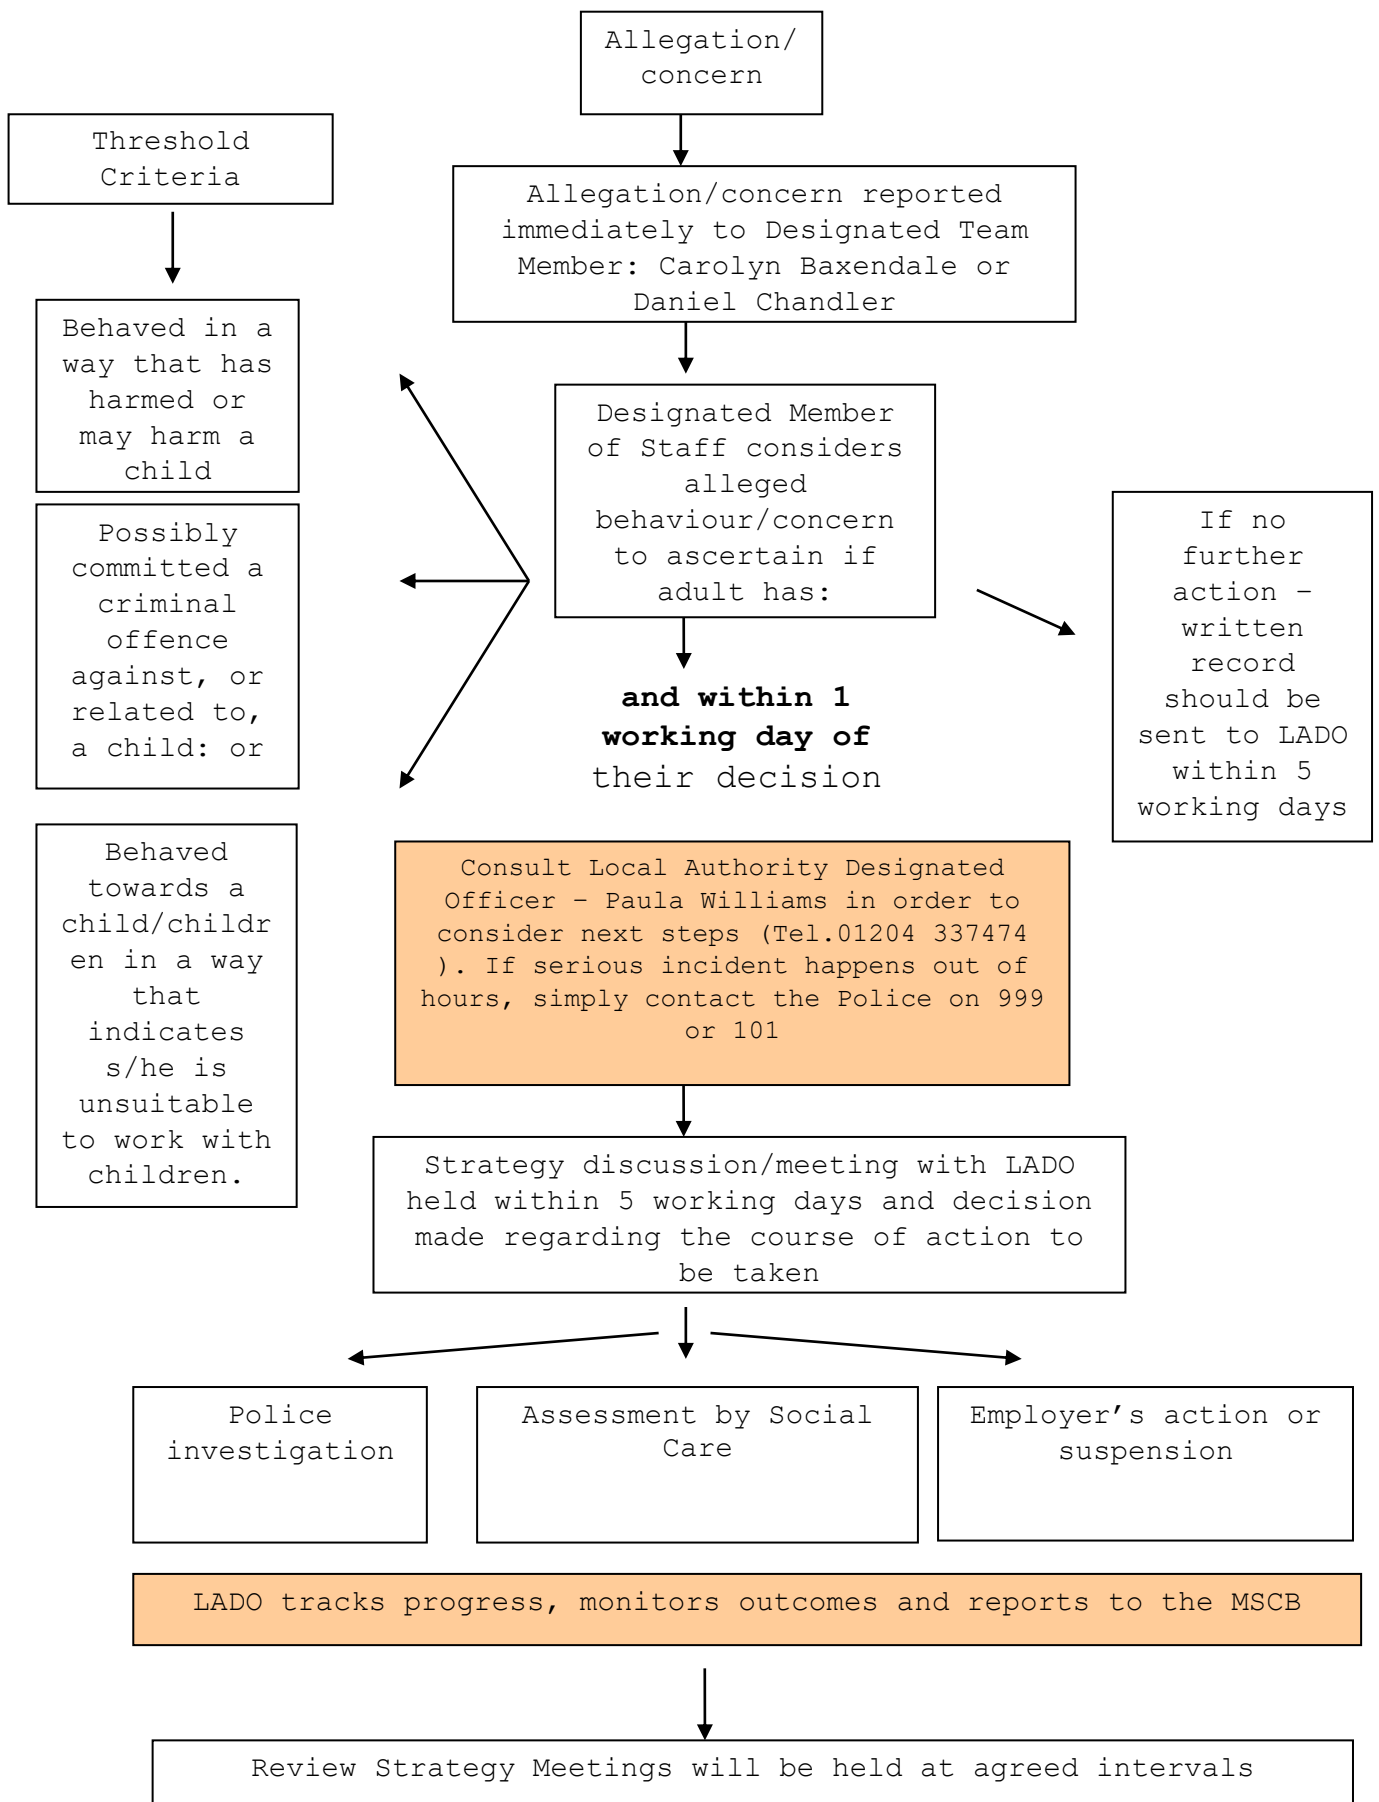 Allegation/
concern
Threshold
Criteria
Allegation/concern reported
immediately to Designated Team
Member: Carolyn Baxendale or
Daniel Chandler
Behaved in a
way that has
harmed or
may harm a
child
Possibly
committed a
criminal
offence
against, or
related to,
a child: or
Behaved
towards a
child/childr
en in a way
that
indicates
s/he is
unsuitable
to work with
children.
Designated Member
of Staff considers
alleged
behaviour/concern
to ascertain if
adult has:
If no
further
action –
written
record
should be
sent to LADO
within 5
working days
and within 1
working day of
their decision
Consult Local Authority Designated
Officer – Paula Williams in order to
consider next steps (Tel.01204 337474
). If serious incident happens out of
hours, simply contact the Police on 999
or 101
Strategy discussion/meeting with LADO
held within 5 working days and decision
made regarding the course of action to
be taken
Police
investigation
Assessment by Social
Care
Employer’s action or
suspension
LADO tracks progress, monitors outcomes and reports to the MSCB
Review Strategy Meetings will be held at agreed intervals